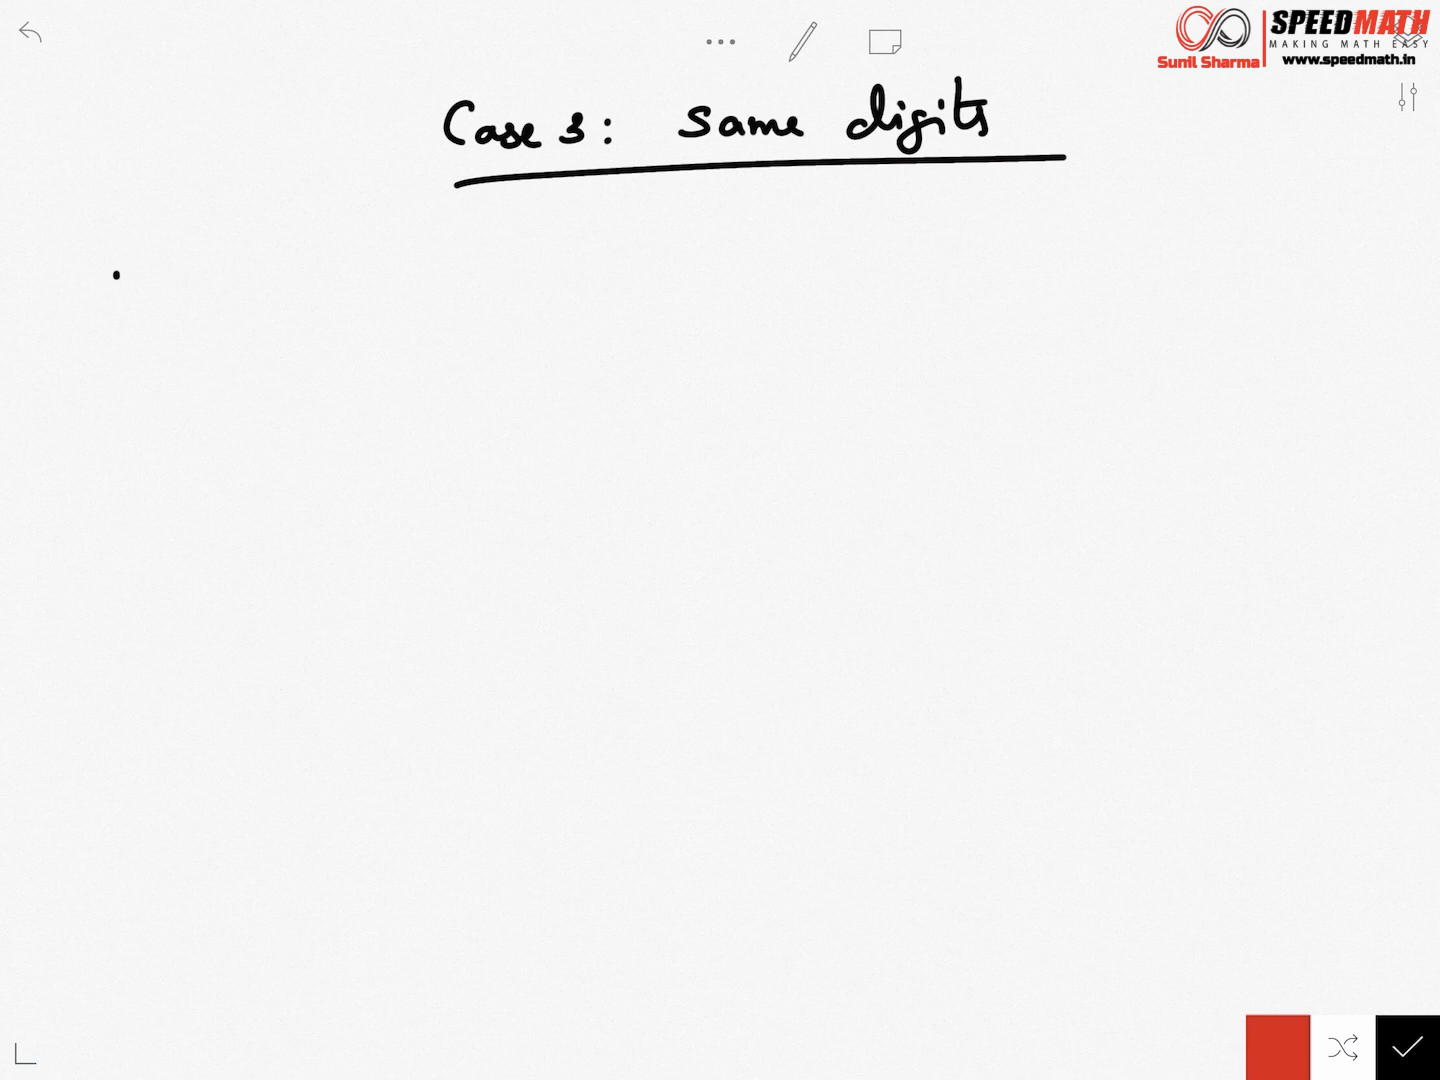 SPEEDMATH
MAKING MATH EASY
Sunil Sharma
www.speedmath.in
Case 3: Same digits